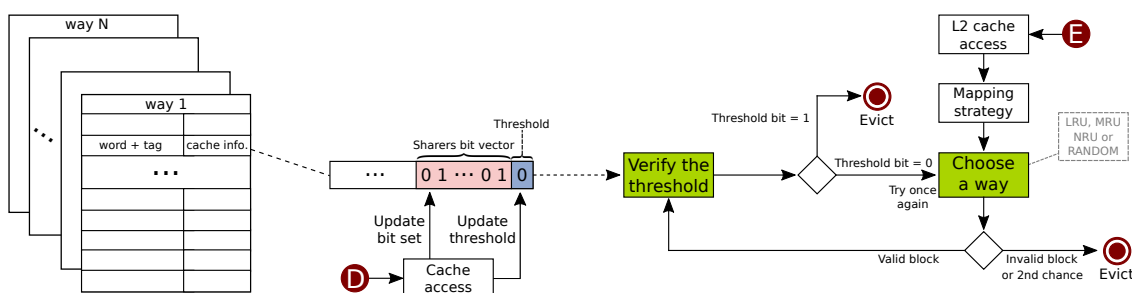 way N
way 1
word + tag
cache info.
...
...
...
Sharers bit vector
Threshold
0 1 ... 0 1
0
Update
bit set
Update
threshold
D
Cache
access
Verify the
threshold
Threshold bit = 1
Evict
Threshold bit = 0
Try once
again
L2 cache
access
E
Mapping
strategy
LRU, MRU
NRU or
RANDOM
Choose
a way
Valid block
Invalid block
or 2nd chance
Evict